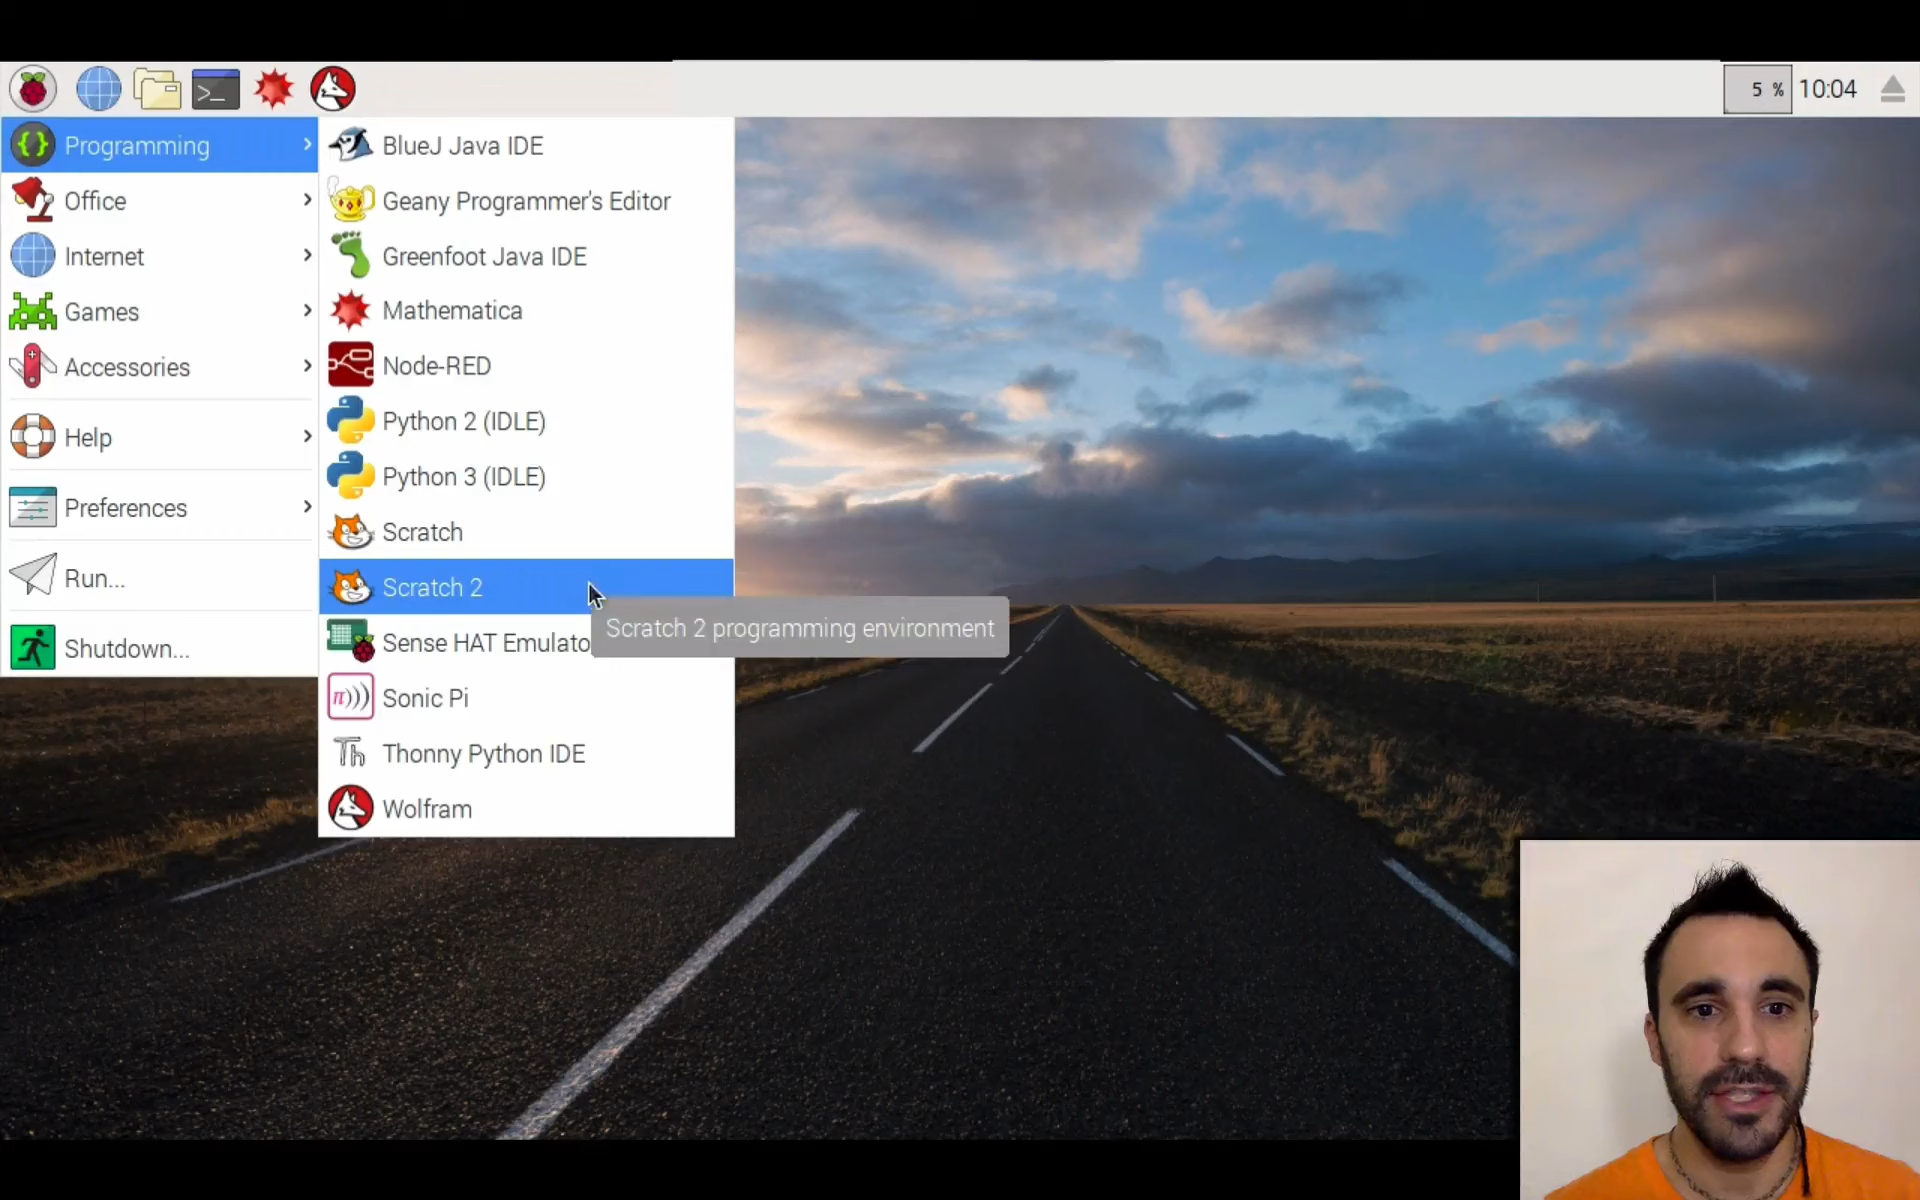 5 %
10:04
Programming
Office
Internet
Games
Accessories
Help
Preferences
Run...
Shutdown...
BlueJ Java IDE
Geany Programmer's Editor
Greenfoot Java IDE
Mathematica
Node-RED
Python 2 (IDLE)
Python 3 (IDLE)
Scratch
Scratch 2
Scratch 2 programming environment
Sense HAT Emulato
Sonic Pi
Thonny Python IDE
Wolfram